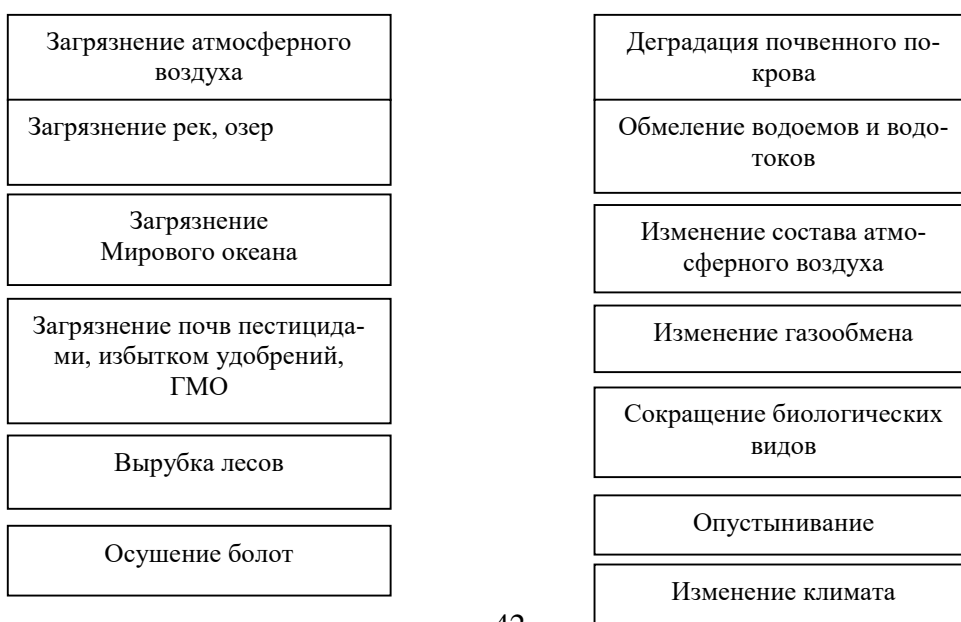 Загрязнение атмосферного
воздуха
Загрязнение рек, озер
Загрязнение
Мирового океана
Загрязнение почв пестицида-
ми, избытком удобрений,
ГМО
Вырубка лесов
Осушение болот
Деградация почвенного по-
крова
Обмеление водоемов и водо-
токов
Изменение состава атмо-
сферного воздуха
Изменение газообмена
Сокращение биологических
видов
Опустынивание
Изменение климата